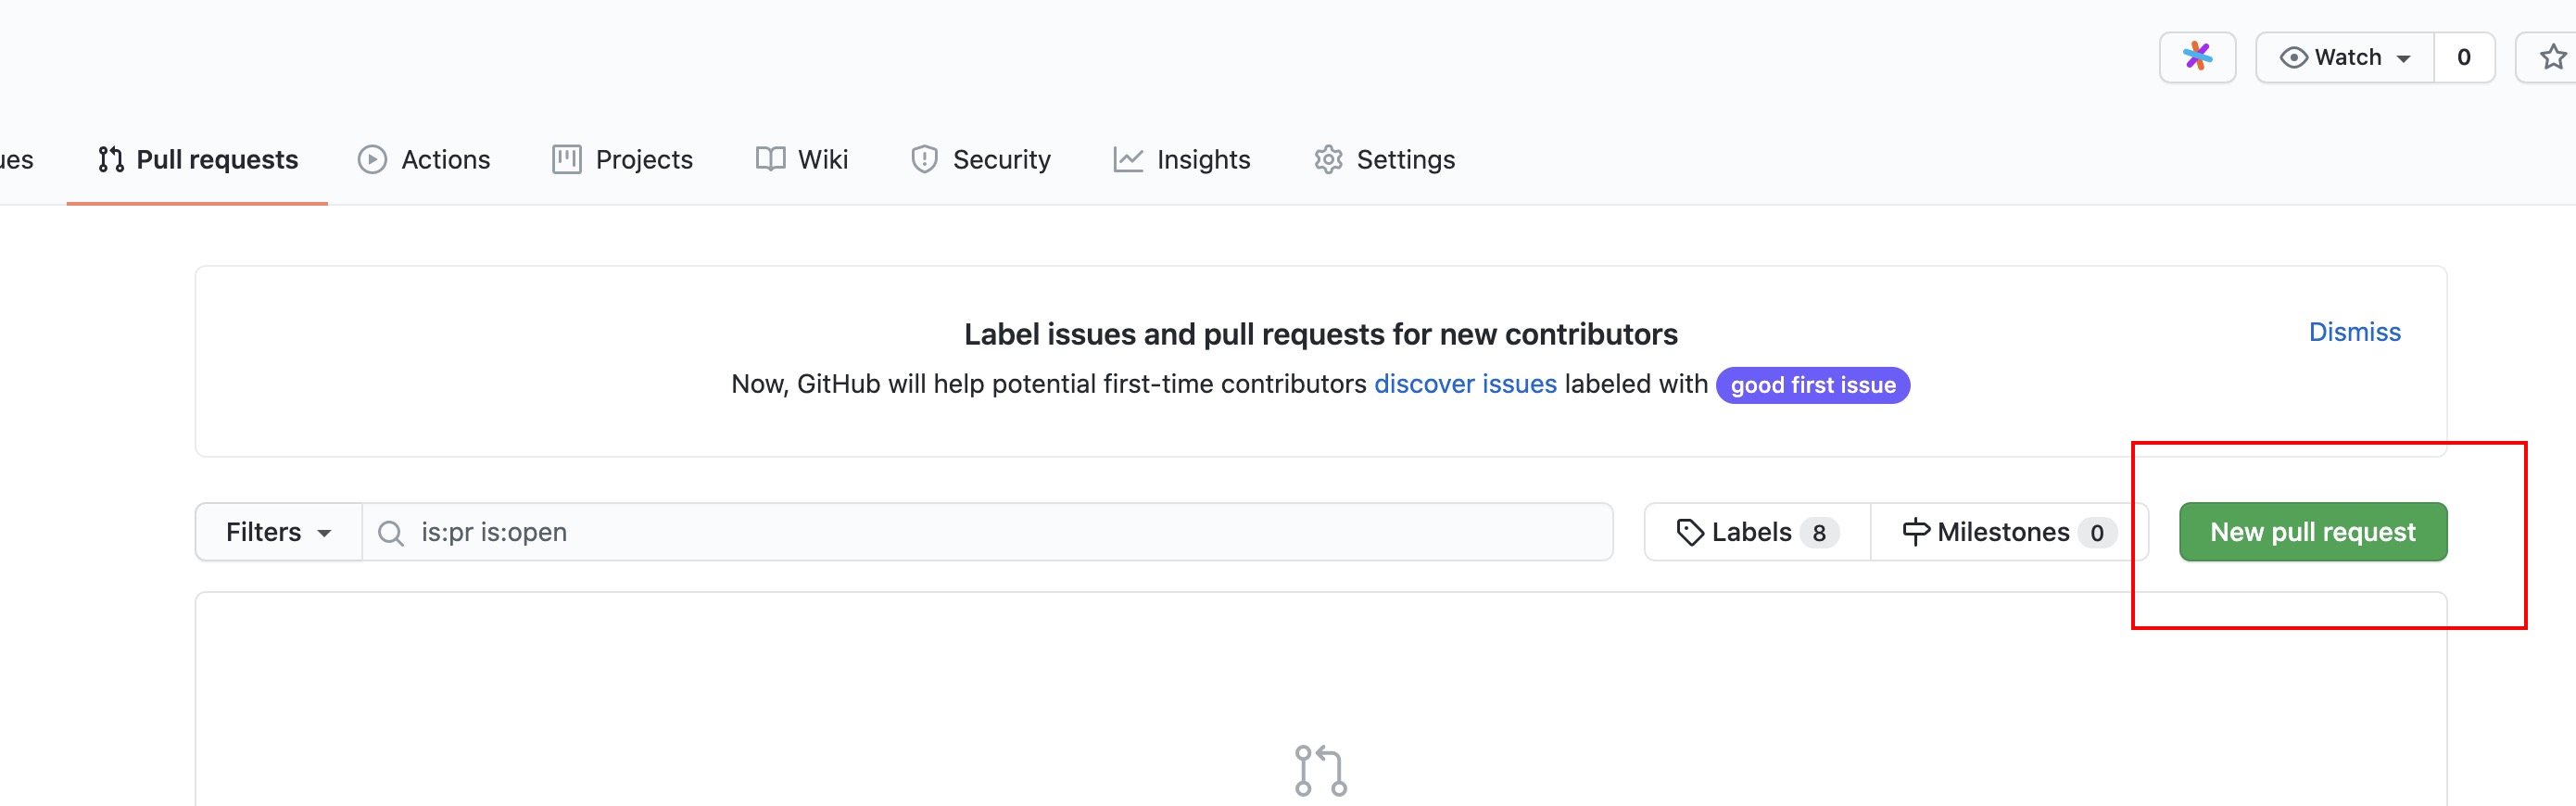 Watch 0
ues Pull requests Actions Projects Wiki Security Insights Settings
Label issues and pull requests for new contributors
Dismiss
Now, GitHub will help potential first-time contributors discover issues labeled with good first issue
Filters is:pr is:open Labels 8 Milestones 0 New pull request